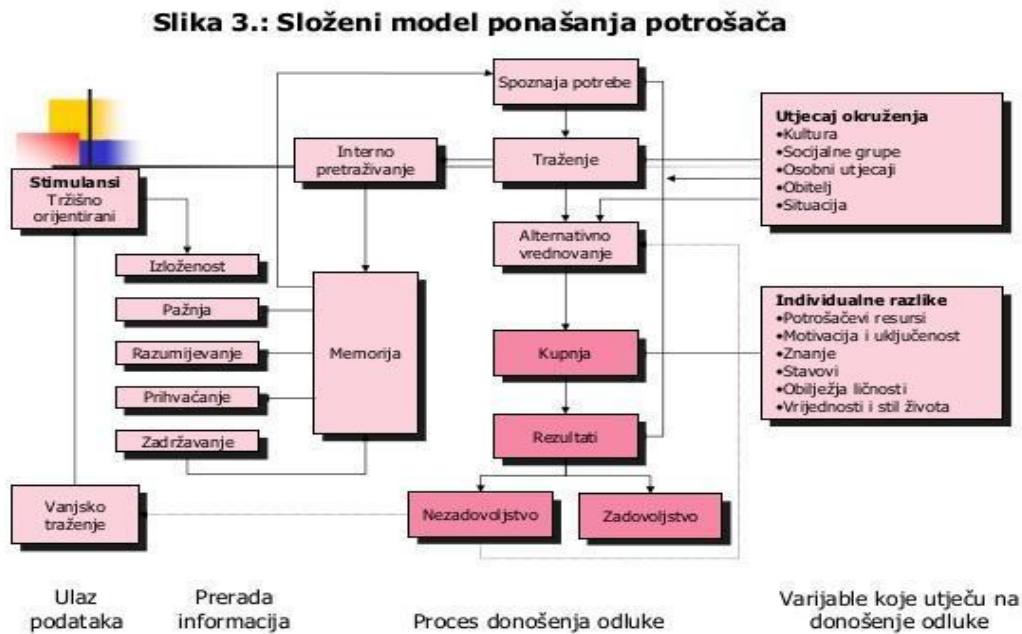 Slika 3.: Složeni model ponašanja potrošača
Spoznaja potrebe
Interno
pretraživanje
Traženje
Utjecaj okruženja
•Kultura
•Socijalne grupe
•Osobni utjecaji
•Obitelj
•Situacija
Stimulansi
Tržišno
orijentirani
Alternativno
vrednovanje
Izloženost
Pažnja
Razumijevanje
Prihvaćanje
Zadržavanje
Memorija
Kupnja
Individualne razlike
•Potrošačevi resursi
•Motivacija i uključenost
•Znanje
•Stavovi
•Obilježja ličnosti
•Vrijednosti i stil života
Rezultati
Vanjsko
traženje
Nezadovoljstvo
Zadovoljstvo
Ulaz
podataka
Prerada
informacija
Proces donošenja odluke
Varijable koje utječu na
donošenje odluke